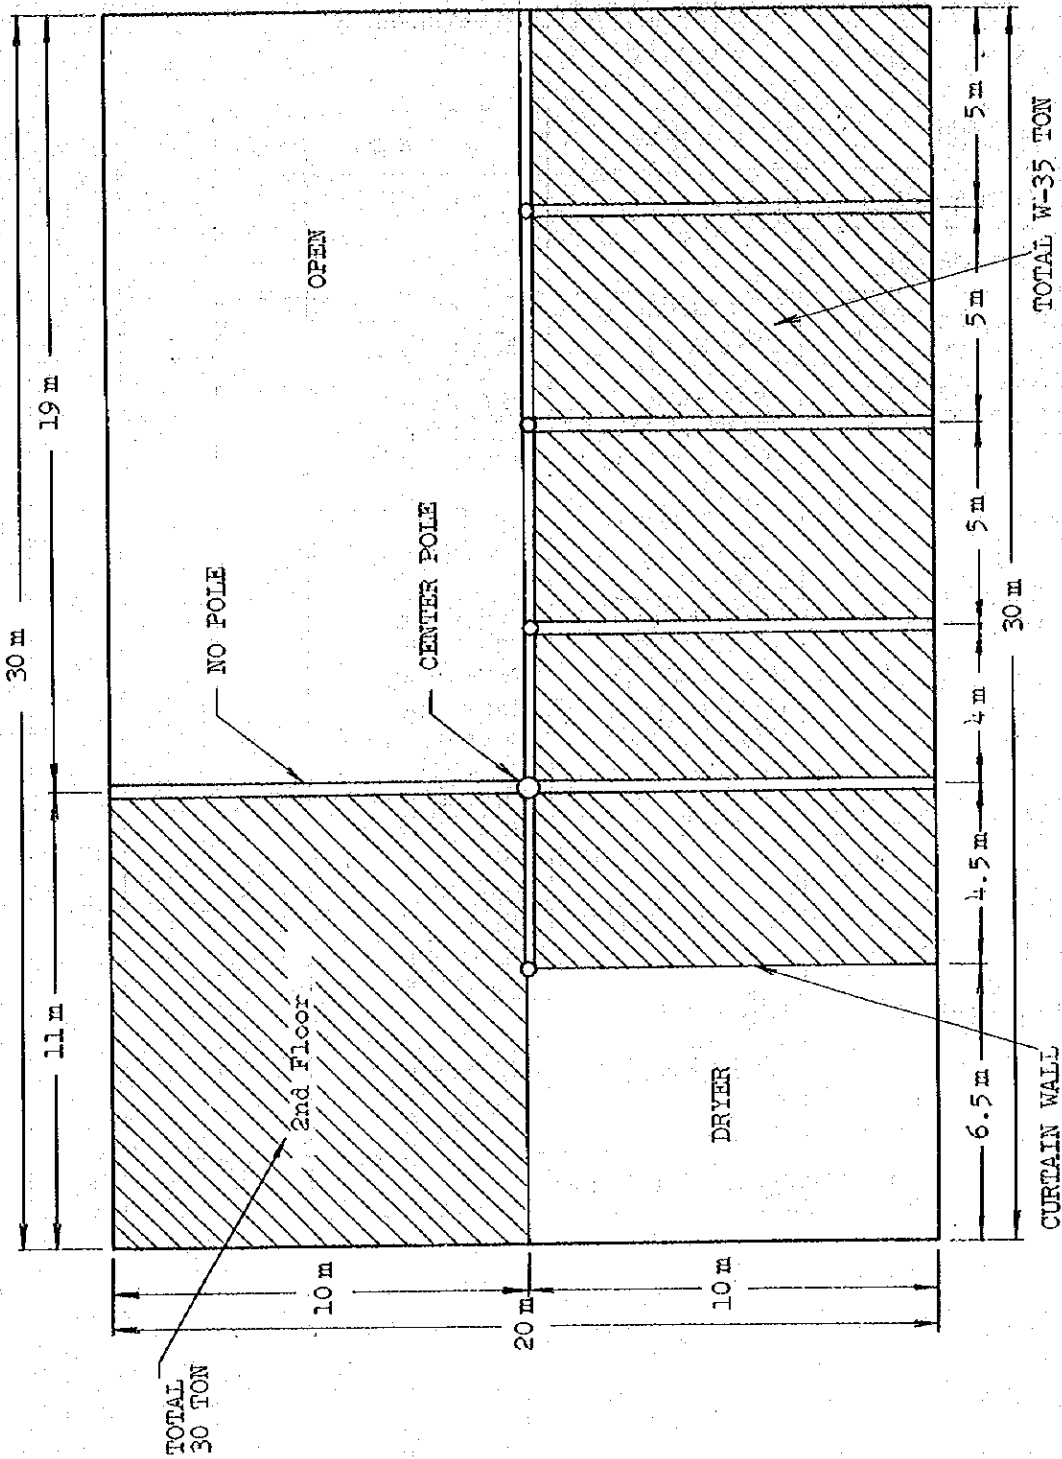 30 m
11 m
19 m
TOTAL
30 TON
2nd Floor
NO POLE
OPEN
CENTER POLE
10 m
20 m
10 m
DRYER
6.5 m
4.5 m
4 m
5 m
5 m
5 m
30 m
CURTAIN WALL
TOTAL W-35 TON